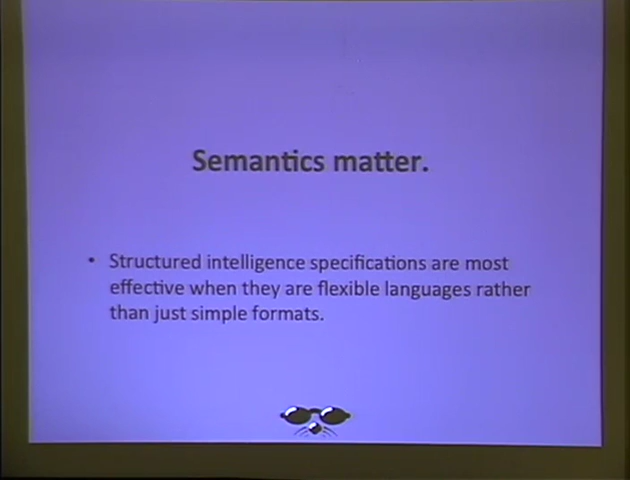 Semantics matter.
• Structured intelligence specifications are most
effective when they are flexible languages rather
than just simple formats.